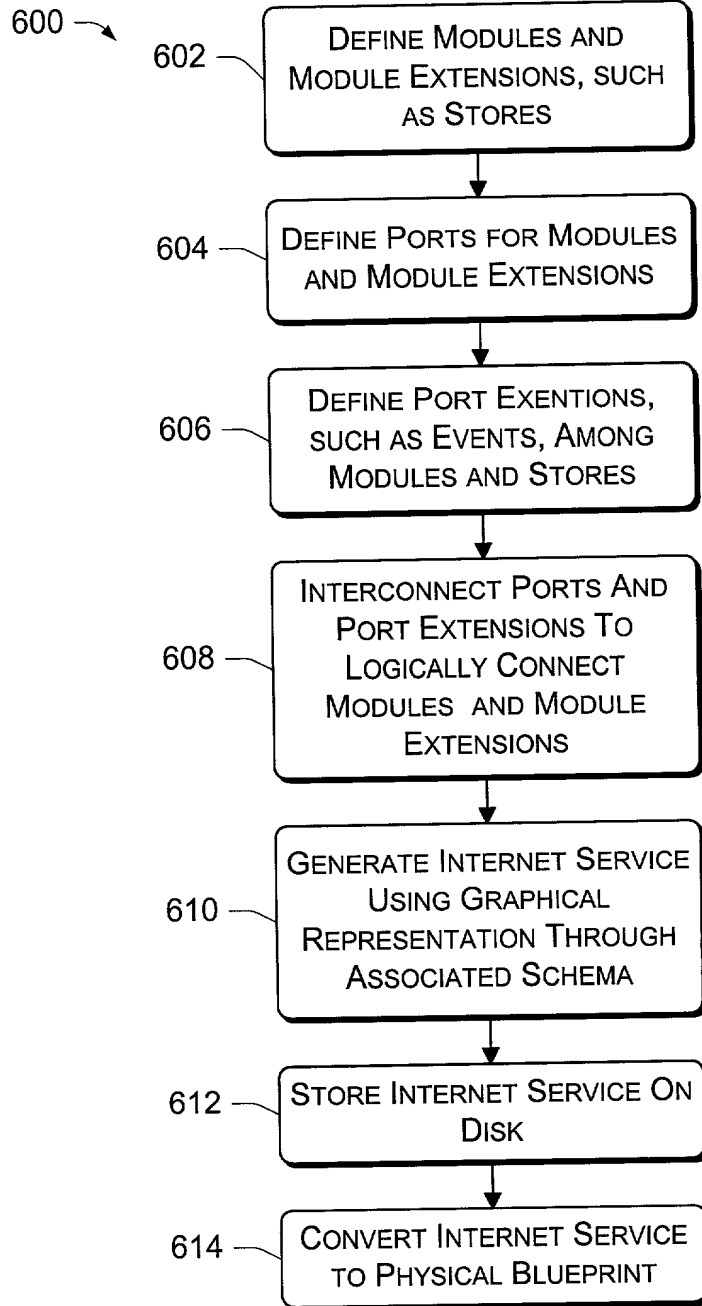 600
602
DEFINE MODULES AND
MODULE EXTENSIONS, SUCH
AS STORES
604
DEFINE PORTS FOR MODULES
AND MODULE EXTENSIONS
606
DEFINE PORT EXENTIONS,
SUCH AS EVENTS, AMONG
MODULES AND STORES
608
INTERCONNECT PORTS AND
PORT EXTENSIONS TO
LOGICALLY CONNECT
MODULES AND MODULE
EXTENSIONS
610
GENERATE INTERNET SERVICE
USING GRAPHICAL
REPRESENTATION THROUGH
ASSOCIATED SCHEMA
612
STORE INTERNET SERVICE ON
DISK
614
CONVERT INTERNET SERVICE
TO PHYSICAL BLUEPRINT